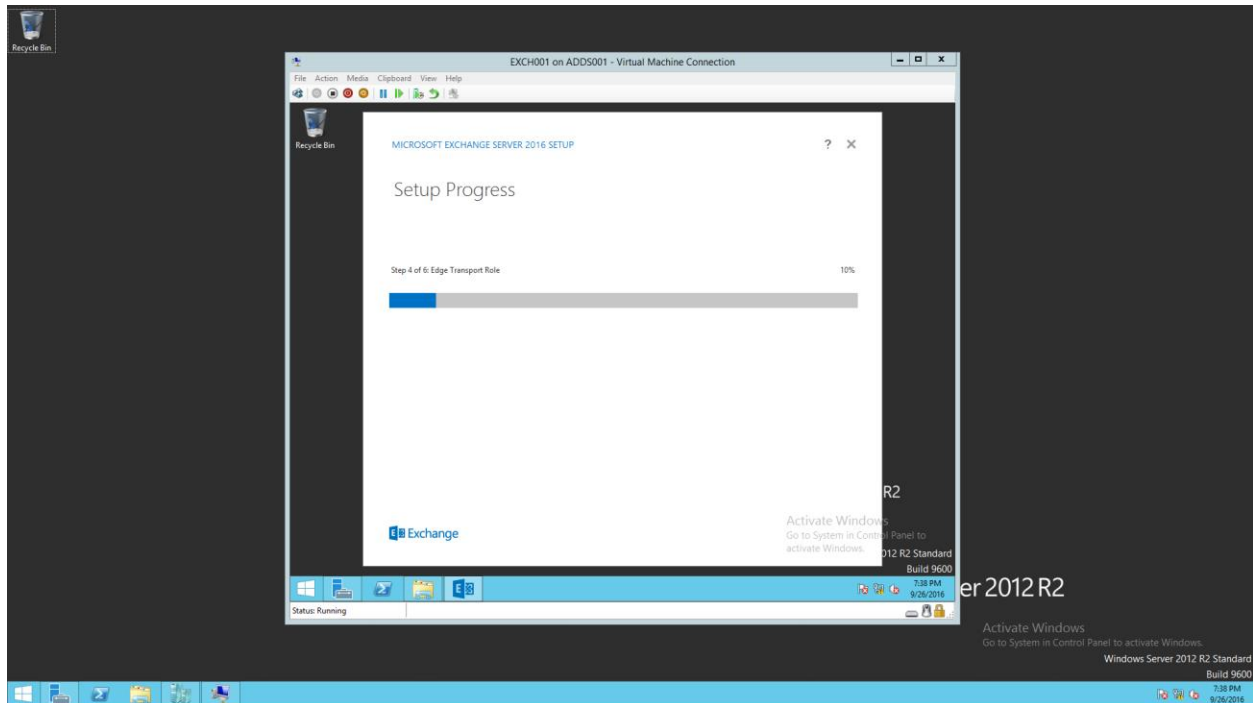 Recycle Bin
EXCH001 on ADDS001 - Virtual Machine Connection
File Action Media Clipboard View Help
Recycle Bin
MICROSOFT EXCHANGE SERVER 2016 SETUP
?
Setup Progress
Step 4 of 6: Edge Transport Role 10%
R2
Exchange
Activate Windows
Go to System in Control Panel to
activate Windows.
012 R2 Standard
Build 9600
7:38 PM
9/26/2016
Status: Running
er 2012 R2
Activate Windows
Go to System in Control Panel to activate Windows.
Windows Server 2012 R2 Standard
Build 9600
7:38 PM
9/26/2016